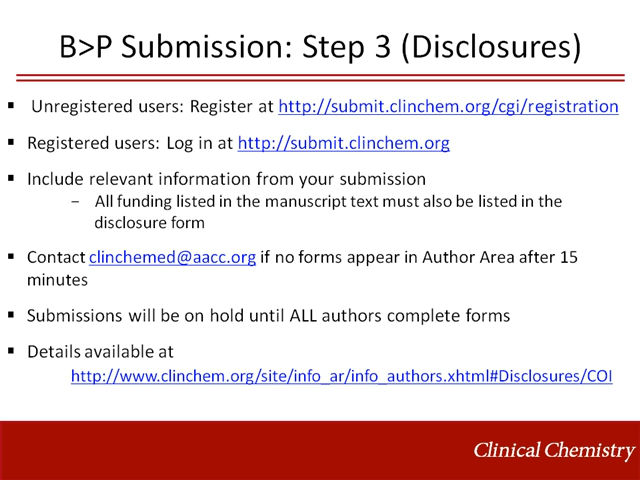 B>P Submission: Step 3 (Disclosures)
▪ Unregistered users: Register at http://submit.clinchem.org/cgi/registration
▪ Registered users: Log in at http://submit.clinchem.org
▪ Include relevant information from your submission
– All funding listed in the manuscript text must also be listed in the
disclosure form
▪ Contact clinchemed@aacc.org if no forms appear in Author Area after 15
minutes
▪ Submissions will be on hold until ALL authors complete forms
▪ Details available at
http://www.clinchem.org/site/info_ar/info_authors.xhtml#Disclosures/COI
Clinical Chemistry